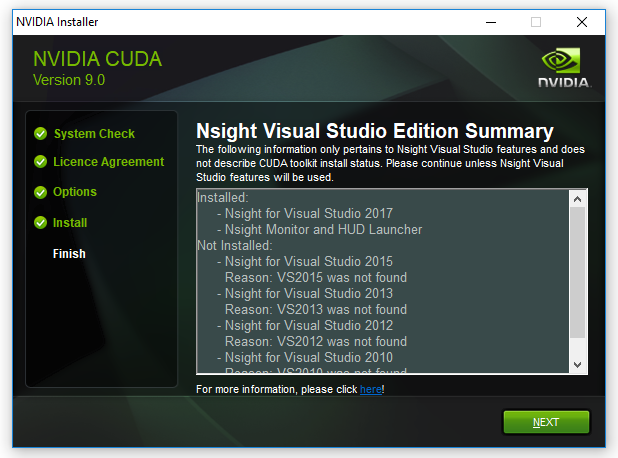 NVIDIA Installer
NVIDIA CUDA
Version 9.0
NVIDIA.
System Check
Licence Agreement
Options
Install
Finish
Nsight Visual Studio Edition Summary
The following information only pertains to Nsight Visual Studio features and does
not describe CUDA toolkit install status. Please continue unless Nsight Visual
Studio features will be used.
Installed:
- Nsight for Visual Studio 2017
- Nsight Monitor and HUD Launcher
Not Installed:
- Nsight for Visual Studio 2015
Reason: VS2015 was not found
- Nsight for Visual Studio 2013
Reason: VS2013 was not found
- Nsight for Visual Studio 2012
Reason: VS2012 was not found
- Nsight for Visual Studio 2010
Reason: VS2010 was not found
For more information, please click here!
NEXT